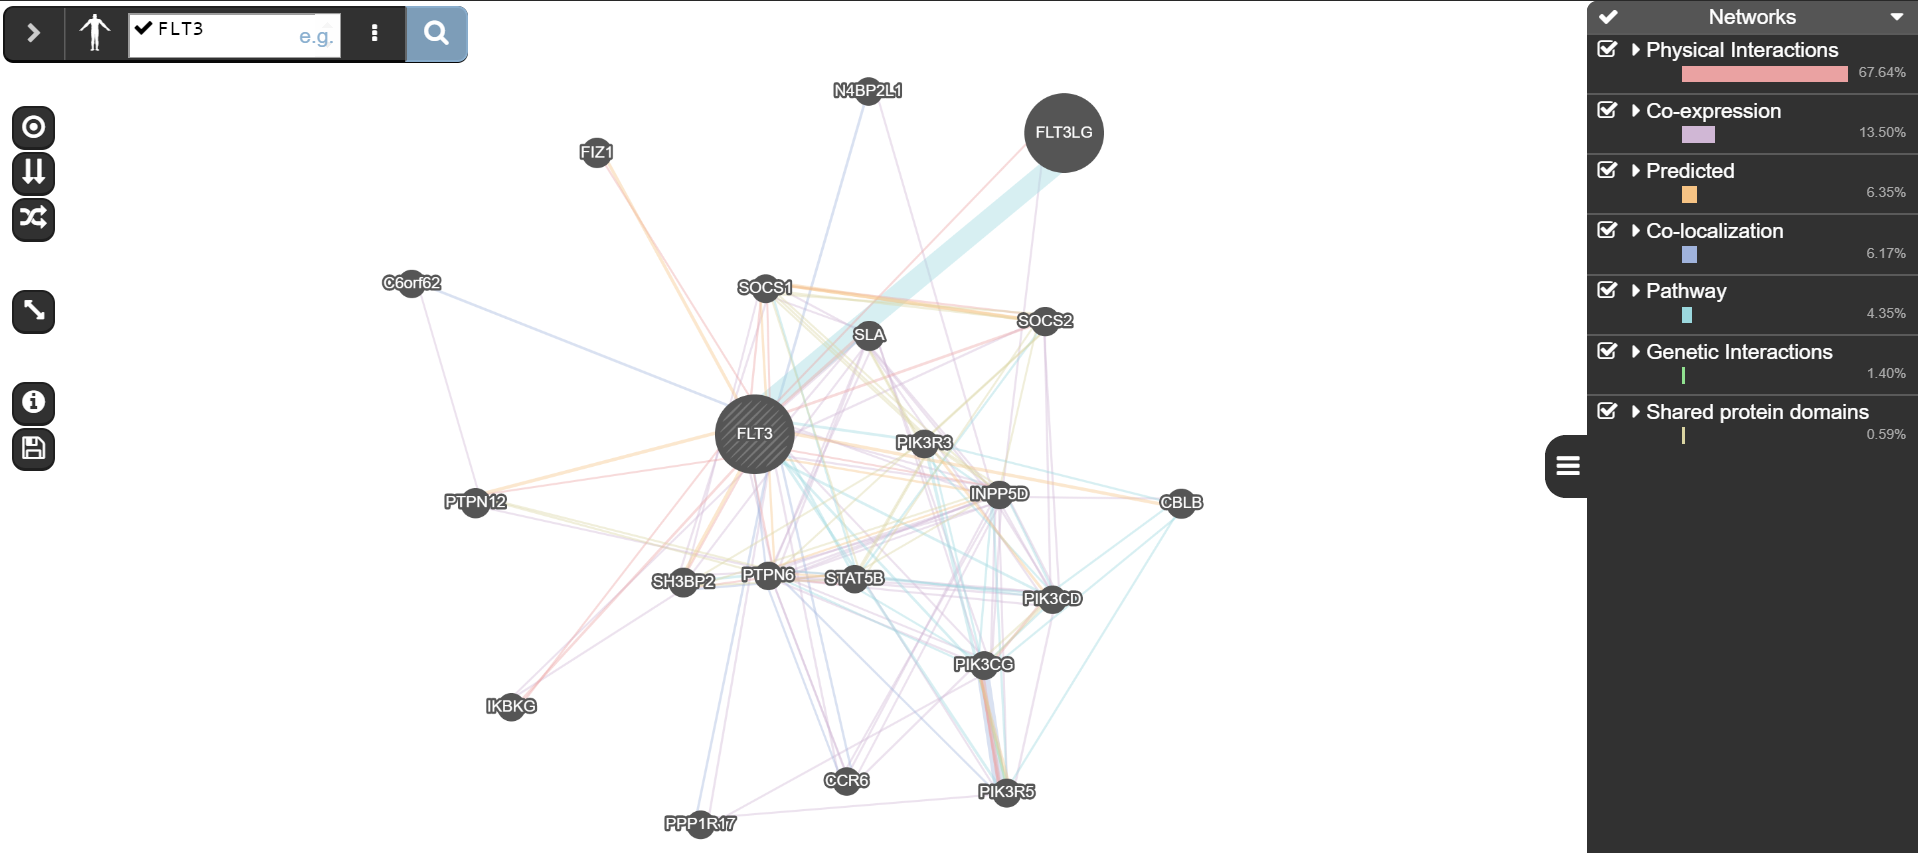 FLT3
e.g.
N4BP2L1
FLT3LG
FIZ1
C6orf62
SOCS1
SOCS2
SLA
FLT3
PIK3R3
INPP5D
CBLB
PTPN12
SH3BP2
PTPN6
STAT5B
PIK3CD
PIK3CG
IKBKG
CCR6
PIK3R5
PPP1R17
Networks
Physical Interactions
67.64%
Co-expression
13.50%
Predicted
6.35%
Co-localization
6.17%
Pathway
4.35%
Genetic Interactions
1.40%
Shared protein domains
0.59%